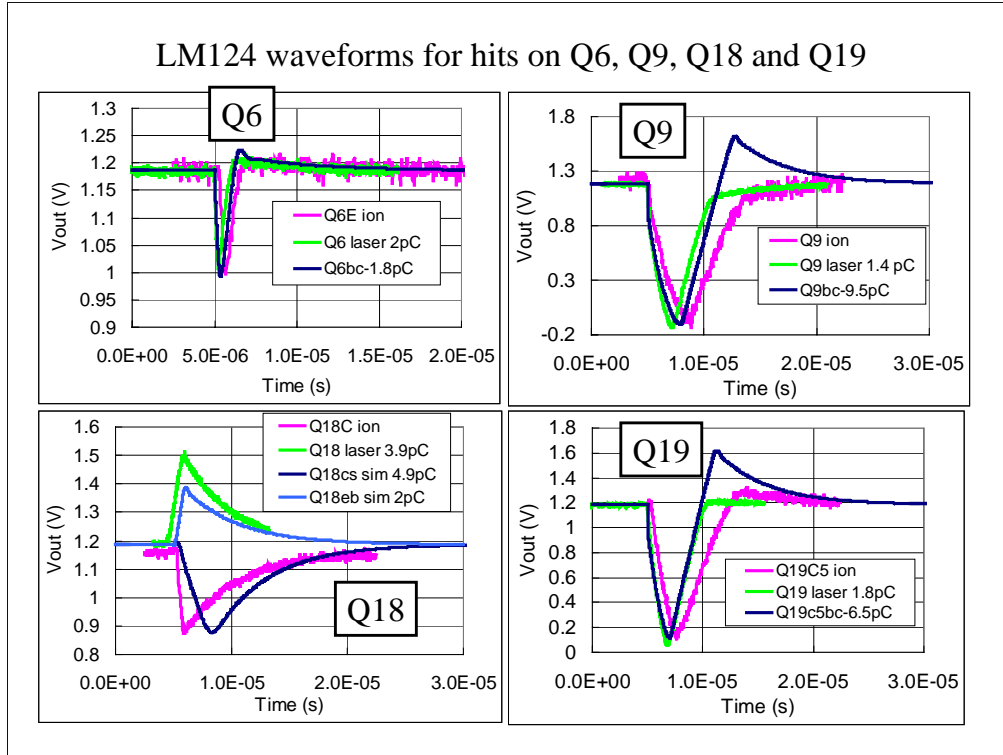 LM124 waveforms for hits on Q6, Q9, Q18 and Q19
Q6
1.3
1.25
1.2
1.15
1.1
1.05
1
0.95
0.9
Vout (V)
Q6E ion
Q6 laser 2pC
Q6bc-1.8pC
0.0E+00 5.0E-06 1.0E-05 1.5E-05 2.0E-05
Time (s)
Q9
1.8
1.3
0.8
0.3
-0.2
Vout (V)
Q9 ion
Q9 laser 1.4 pC
Q9bc-9.5pC
0.0E+00 1.0E-05 2.0E-05 3.0E-05
Time (s)
Q18C ion
Q18 laser 3.9pC
Q18cs sim 4.9pC
Q18eb sim 2pC
1.6
1.5
1.4
1.3
1.2
1.1
1
0.9
0.8
Vout (V)
Q18
0.0E+00 1.0E-05 2.0E-05 3.0E-05
Time (s)
Q19
1.8
1.6
1.4
1.2
1
0.8
0.6
0.4
0.2
0
Vout (V)
Q19C5 ion
Q19 laser 1.8pC
Q19c5bc-6.5pC
0.0E+00 1.0E-05 2.0E-05 3.0E-05
Time (s)